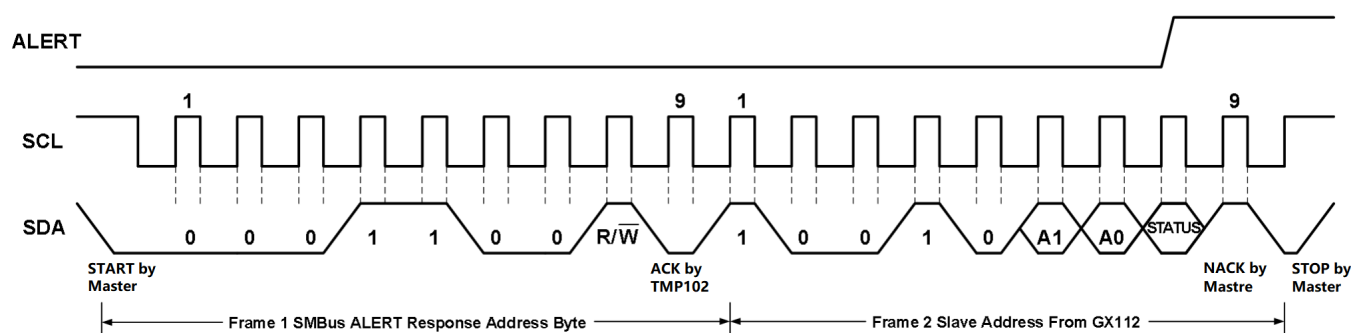 ALERT
1 9 1 9
SCL
SDA
0 0 0 1 1 0 0 R/W̅ 1 0 0 1 0 A1 A0 STATUS
START by
Master
ACK by
TMP102
NACK by
Mastre
STOP by
Master
Frame 1 SMBus ALERT Response Address Byte
Frame 2 Slave Address From GX112